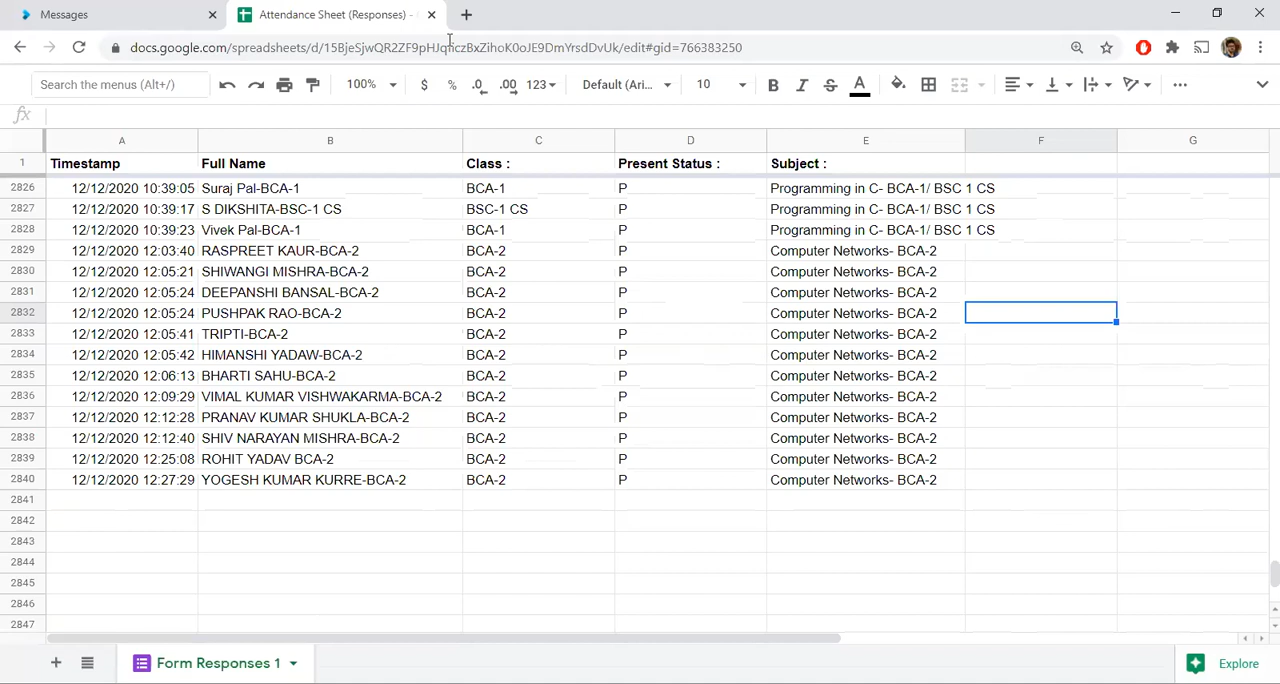 Messages
Attendance Sheet (Responses) -
docs.google.com/spreadsheets/d/15BjeSjwQR2ZF9pHJqriczBxZihoK0oJE9DmYrsdDvUk/edit#gid=766383250
Search the menus (Alt+/)
100% $ % .0 .00 123 Default (Ari... 10 B I S A
fx
A B C D E F G
1 Timestamp Full Name Class : Present Status : Subject :
2826 12/12/2020 10:39:05 Suraj Pal-BCA-1 BCA-1 P Programming in C- BCA-1/ BSC 1 CS
2827 12/12/2020 10:39:17 S DIKSHITA-BSC-1 CS BSC-1 CS P Programming in C- BCA-1/ BSC 1 CS
2828 12/12/2020 10:39:23 Vivek Pal-BCA-1 BCA-1 P Programming in C- BCA-1/ BSC 1 CS
2829 12/12/2020 12:03:40 RASPREET KAUR-BCA-2 BCA-2 P Computer Networks- BCA-2
2830 12/12/2020 12:05:21 SHIWANGI MISHRA-BCA-2 BCA-2 P Computer Networks- BCA-2
2831 12/12/2020 12:05:24 DEEPANSHI BANSAL-BCA-2 BCA-2 P Computer Networks- BCA-2
2832 12/12/2020 12:05:24 PUSHPAK RAO-BCA-2 BCA-2 P Computer Networks- BCA-2
2833 12/12/2020 12:05:41 TRIPTI-BCA-2 BCA-2 P Computer Networks- BCA-2
2834 12/12/2020 12:05:42 HIMANSHI YADAW-BCA-2 BCA-2 P Computer Networks- BCA-2
2835 12/12/2020 12:06:13 BHARTI SAHU-BCA-2 BCA-2 P Computer Networks- BCA-2
2836 12/12/2020 12:09:29 VIMAL KUMAR VISHWAKARMA-BCA-2 BCA-2 P Computer Networks- BCA-2
2837 12/12/2020 12:12:28 PRANAV KUMAR SHUKLA-BCA-2 BCA-2 P Computer Networks- BCA-2
2838 12/12/2020 12:12:40 SHIV NARAYAN MISHRA-BCA-2 BCA-2 P Computer Networks- BCA-2
2839 12/12/2020 12:25:08 ROHIT YADAV BCA-2 BCA-2 P Computer Networks- BCA-2
2840 12/12/2020 12:27:29 YOGESH KUMAR KURRE-BCA-2 BCA-2 P Computer Networks- BCA-2
2841
2842
2843
2844
2845
2846
2847
Form Responses 1
Explore